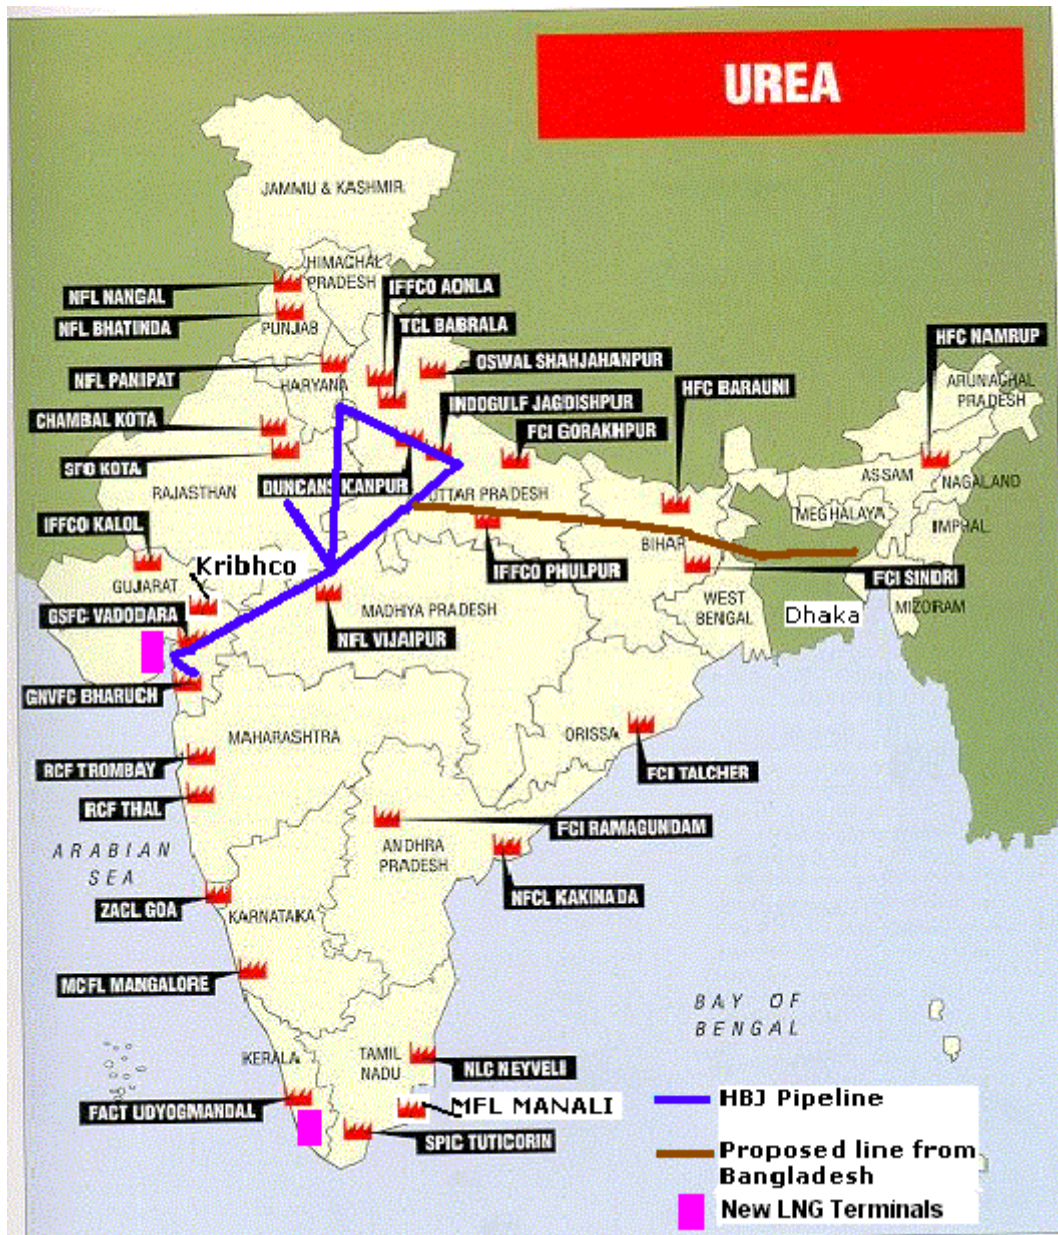 UREA
JAMMU & KASHMIR
HIMACHAL
PRADESH
NFL NANGAL
IFFCO AONLA
NFL BHATINDA
PUNJAB
TCL BABRALA
HFC NAMRUP
NFL PANIPAT
HARYANA
OSWAL SHAHJAHANPUR
HFC BARAUNI
ARUNACHAL
PRADESH
CHAMBAL KOTA
INDOGULF JAGDISHPUR
FCI GORAKHPUR
SFO KOTA
RAJASTHAN
DUNCANS KANPUR
UTTAR PRADESH
ASSAM
NAGALAND
MEGHALAYA
IMPHAL
IFFCO KALOL
BIHAR
Kribhco
GUJARAT
IFFCO PHULPUR
FCI SINDRI
GSFC VADODARA
MADHIYA PRADESH
WEST
BENGAL
Dhaka
MIZORAM
NFL VIJAIPUR
GNVFC BHARUCH
MAHARASHTRA
ORISSA
RCF TROMBAY
FCI TALCHER
RCF THAL
FCI RAMAGUNDAM
ANDHRA
PRADESH
ARABIAN
SEA
NFCL KAKINADA
ZACL GOA
KARNATAKA
MCFL MANGALORE
BAY OF
BENGAL
KERALA
TAMIL
NADU
NLC NEYVELI
FACT UDYOGMANDAL
MFL MANALI
SPIC TUTICORIN
HBJ Pipeline
Proposed line from
Bangladesh
New LNG Terminals